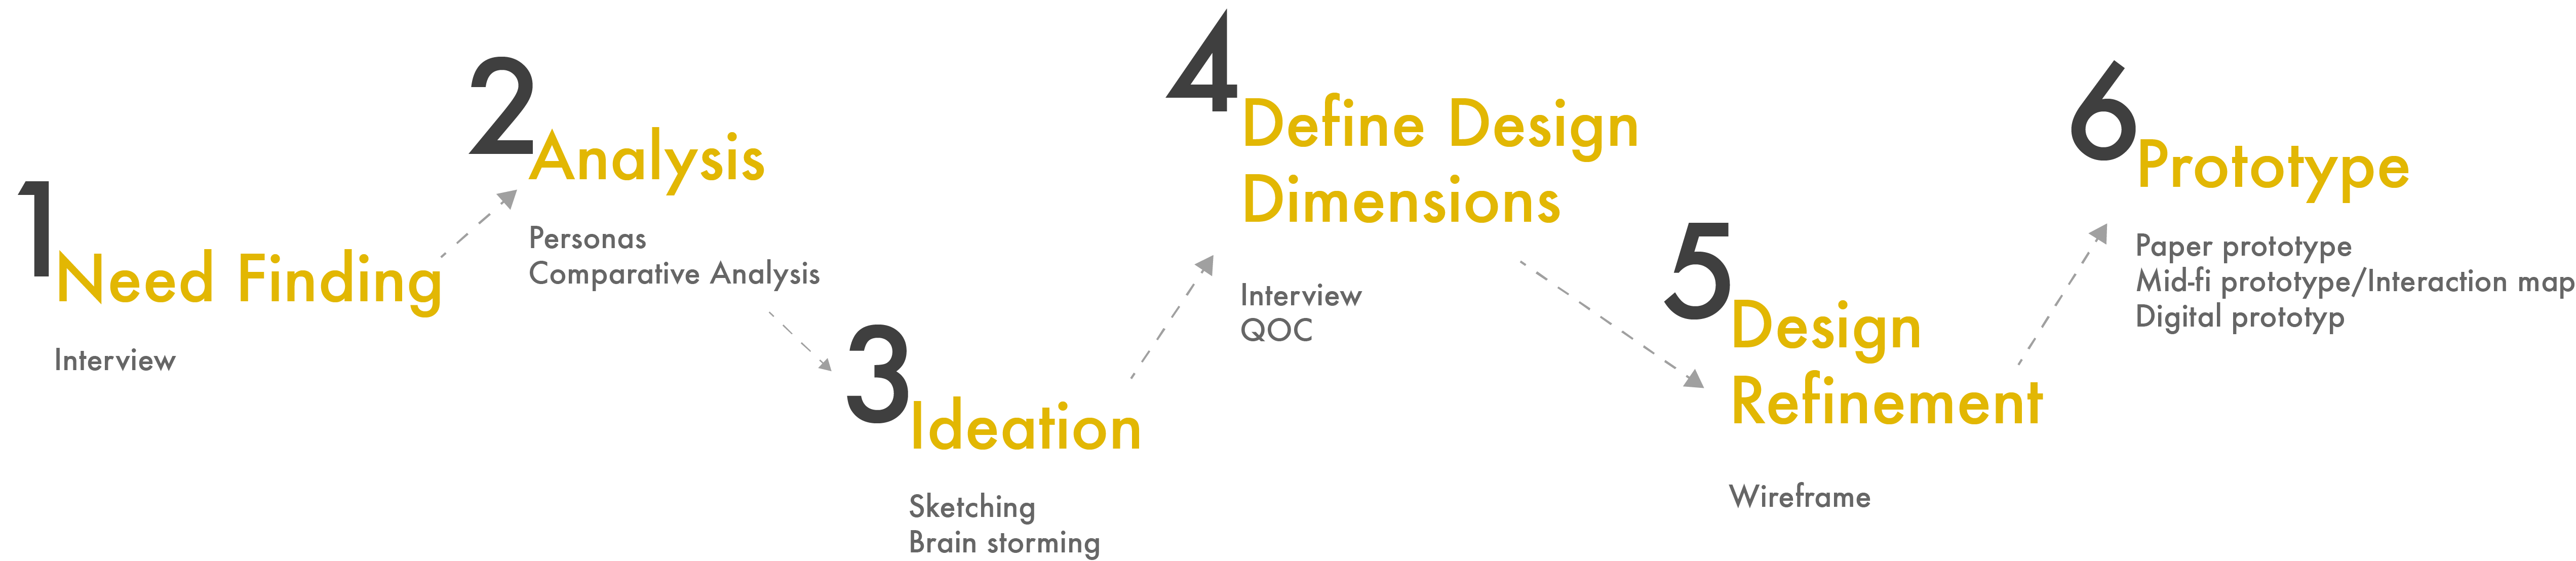 1
Need Finding
Interview
2
Analysis
Personas
Comparative Analysis
3
Ideation
Sketching
Brain storming
4
Define Design
Dimensions
Interview
QOC
5
Design
Refinement
Wireframe
6
Prototype
Paper prototype
Mid-fi prototype/Interaction map
Digital prototyp